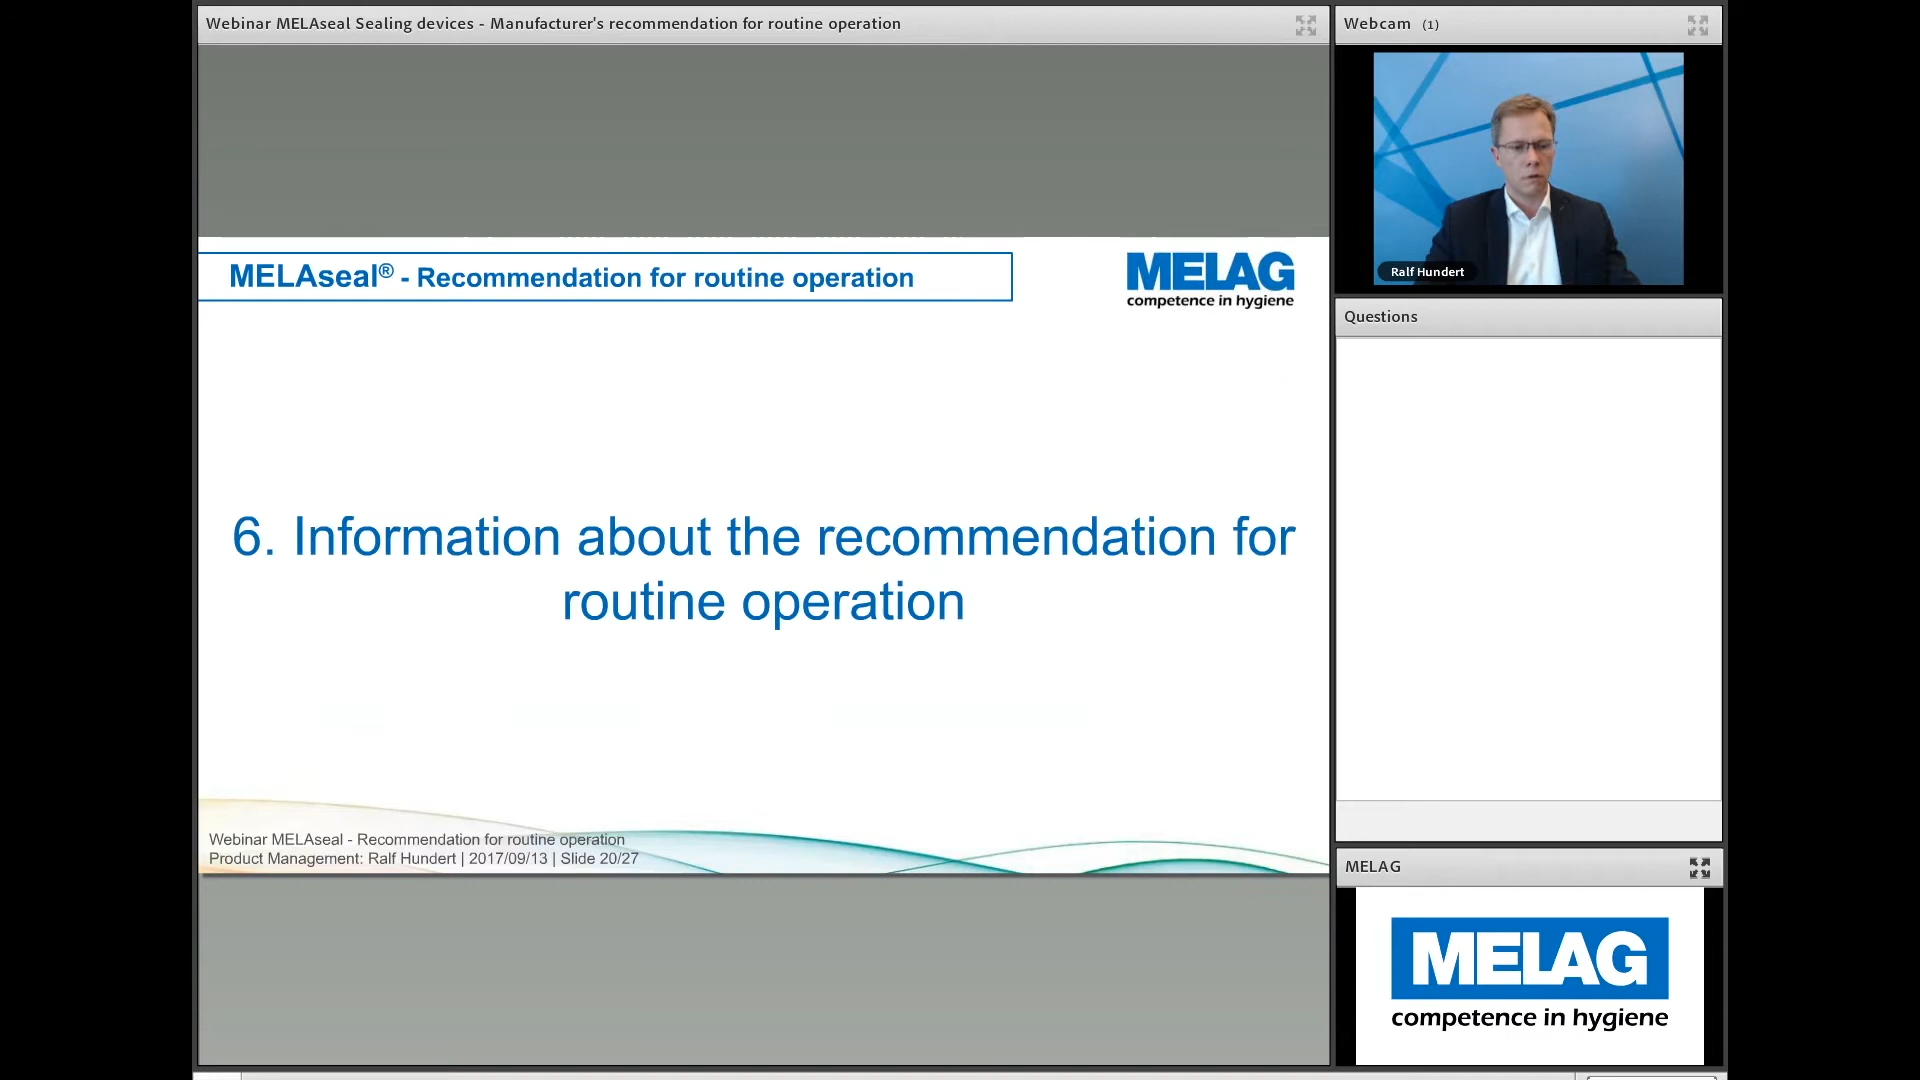 Webinar MELAseal Sealing devices - Manufacturer's recommendation for routine operation
MELAseal® - Recommendation for routine operation
MELAG
competence in hygiene
6. Information about the recommendation for
routine operation
Webinar MELAseal - Recommendation for routine operation
Product Management: Ralf Hundert | 2017/09/13 | Slide 20/27
Webcam (1)
Ralf Hundert
Questions
MELAG
MELAG
competence in hygiene